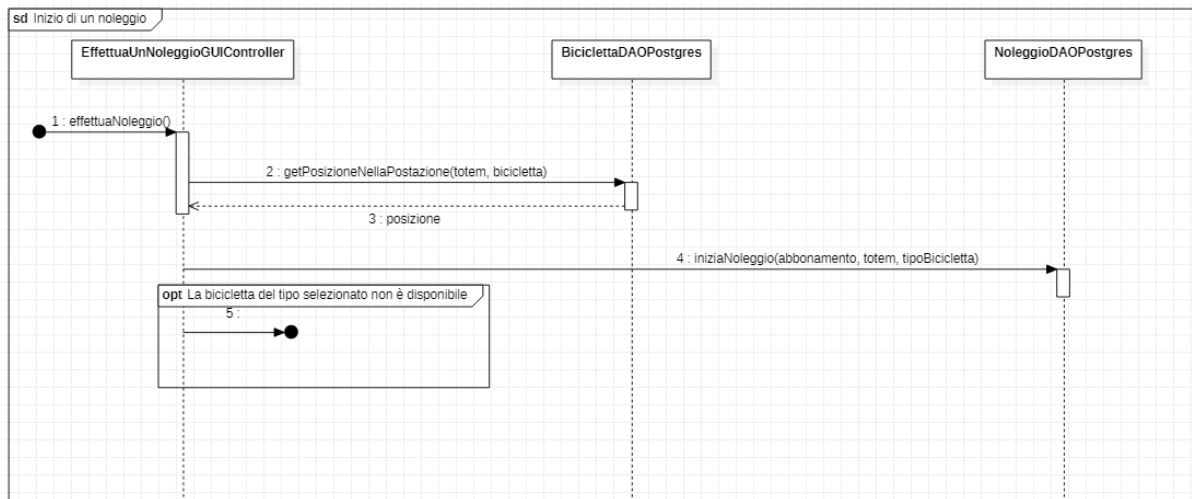 sd Inizio di un noleggio
EffettuaUnNoleggioGUIController
BiciclettaDAOPostgres
NoleggioDAOPostgres
1 : effettuaNoleggio()
2 : getPosizioneNellaPostazione(totem, bicicletta)
3 : posizione
4 : iniziaNoleggio(abbonamento, totem, tipoBicicletta)
opt La bicicletta del tipo selezionato non è disponibile
5 :